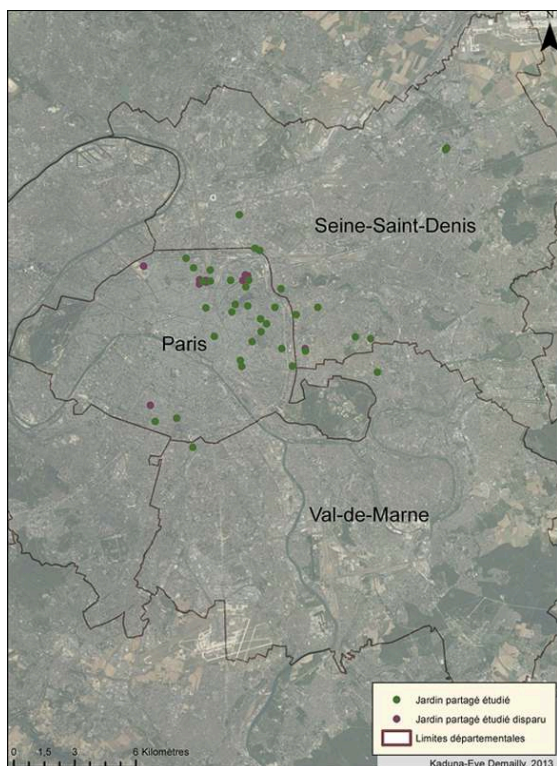 N
Seine-Saint-Denis
Paris
Val-de-Marne
Jardin partagé étudié
Jardin partagé étudié disparu
Limites départementales
0 1,5 3 6 Kilomètres
Kaduna-Eve Demailly, 2013